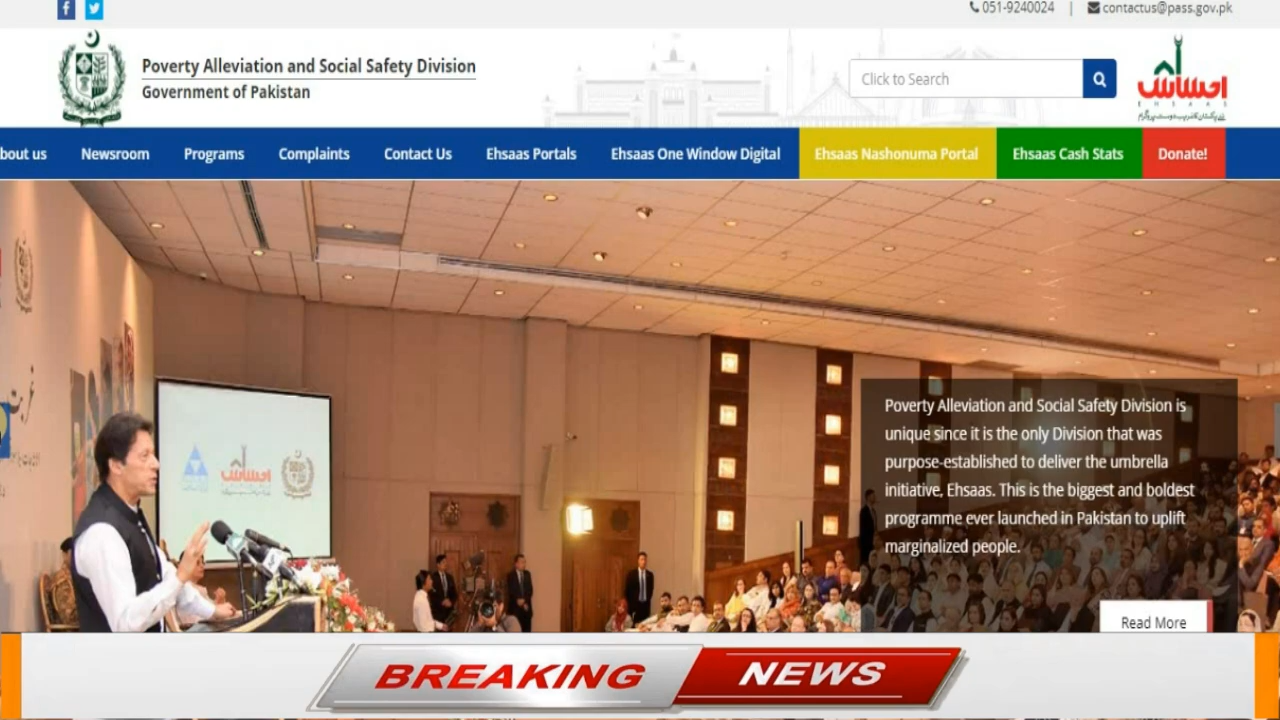 051-9240024 | contactus@pass.gov.pk
Poverty Alleviation and Social Safety Division
Government of Pakistan
Click to Search
احساس
EHSAAS
bout us Newsroom Programs Complaints Contact Us Ehsaas Portals Ehsaas One Window Digital Ehsaas Nashonuma Portal Ehsaas Cash Stats Donate!
احساس
Poverty Alleviation and Social Safety Division is
unique since it is the only Division that was
purpose-established to deliver the umbrella
initiative, Ehsaas. This is the biggest and boldest
programme ever launched in Pakistan to uplift
marginalized people.
Read More
BREAKING NEWS